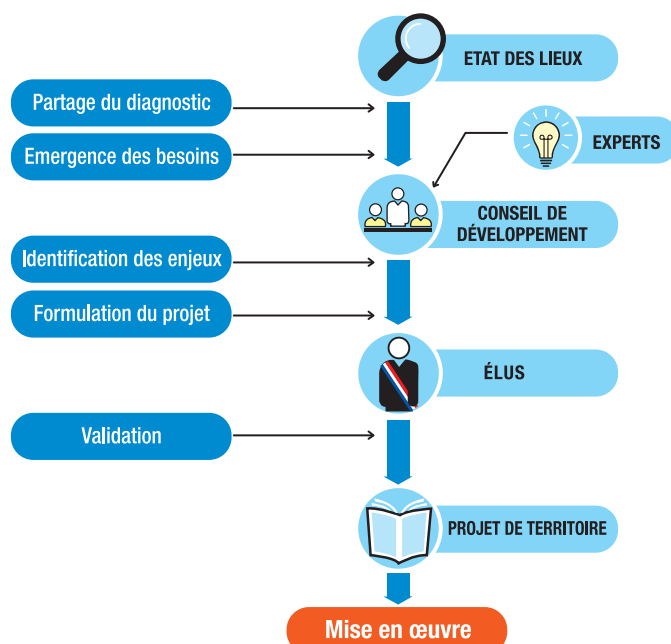 ETAT DES LIEUX
Partage du diagnostic
Emergence des besoins
EXPERTS
CONSEIL DE
DÉVELOPPEMENT
Identification des enjeux
Formulation du projet
ÉLUS
Validation
PROJET DE TERRITOIRE
Mise en œuvre